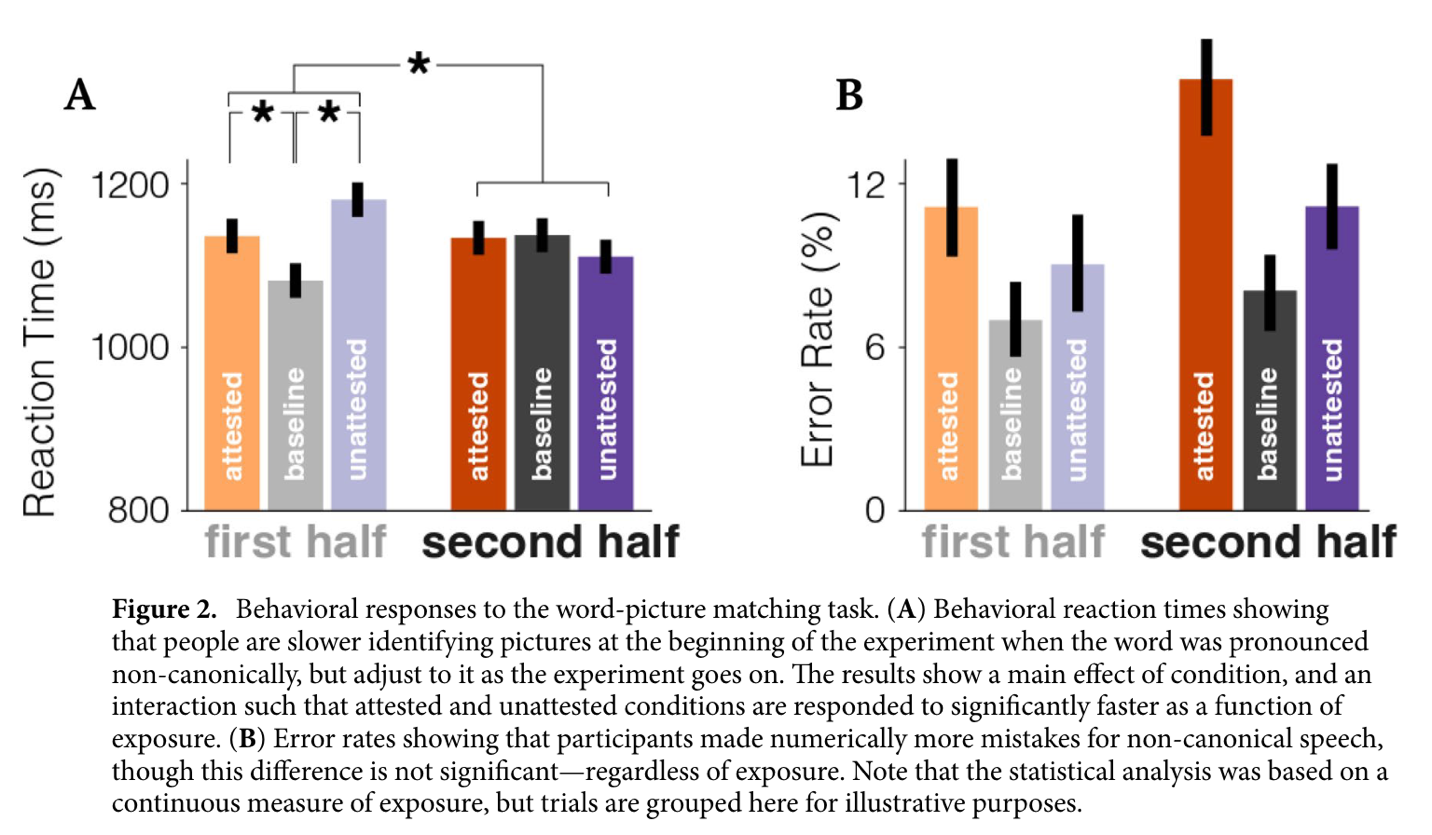 A
*
* *
Reaction Time (ms)
1200
1000
800
attested
baseline
unattested
attested
baseline
unattested
first half second half
B
Error Rate (%)
12
6
0
attested
baseline
unattested
attested
baseline
unattested
first half second half
Figure 2. Behavioral responses to the word-picture matching task. (A) Behavioral reaction times showing
that people are slower identifying pictures at the beginning of the experiment when the word was pronounced
non-canonically, but adjust to it as the experiment goes on. The results show a main effect of condition, and an
interaction such that attested and unattested conditions are responded to significantly faster as a function of
exposure. (B) Error rates showing that participants made numerically more mistakes for non-canonical speech,
though this difference is not significant—regardless of exposure. Note that the statistical analysis was based on a
continuous measure of exposure, but trials are grouped here for illustrative purposes.